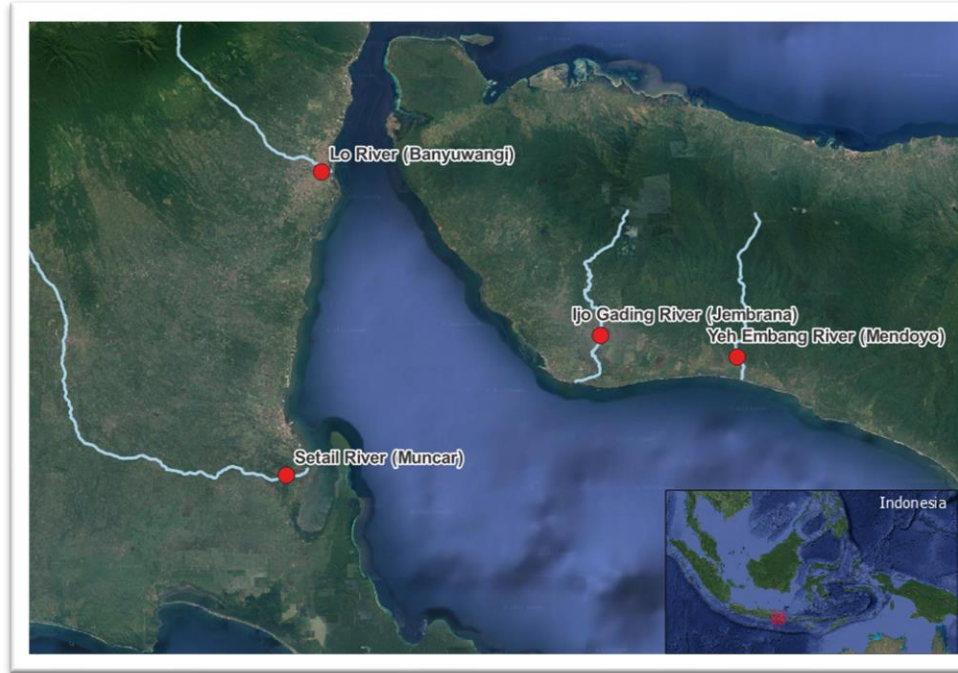 Lo River (Banyuwangi)
Ijo Gading River (Jembrana)
Yeh Embang River (Mendoyo)
Setail River (Muncar)
Indonesia